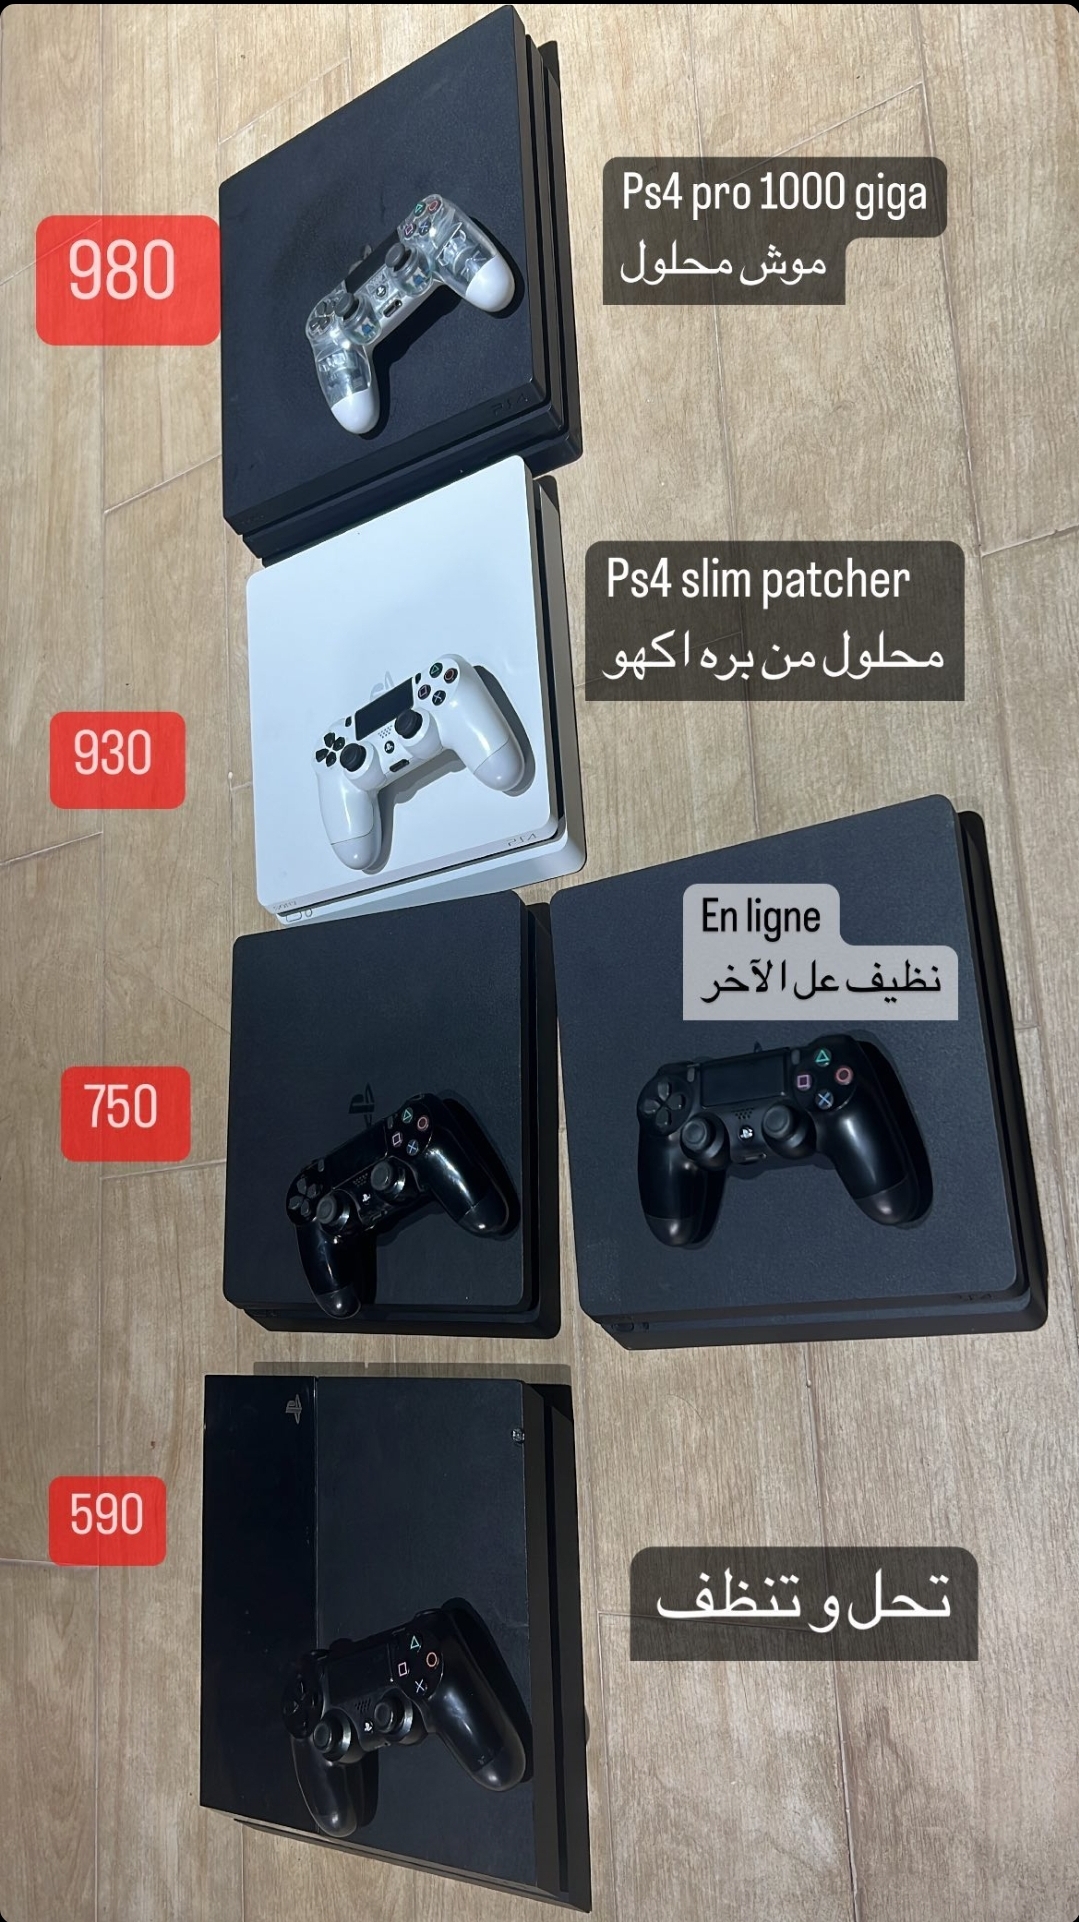 Ps4 pro 1000 giga
موش محلول
980
Ps4 slim patcher
محلول من بره اكهو
930
En ligne
نظيف عل الآخر
750
590
تحل و تنظف